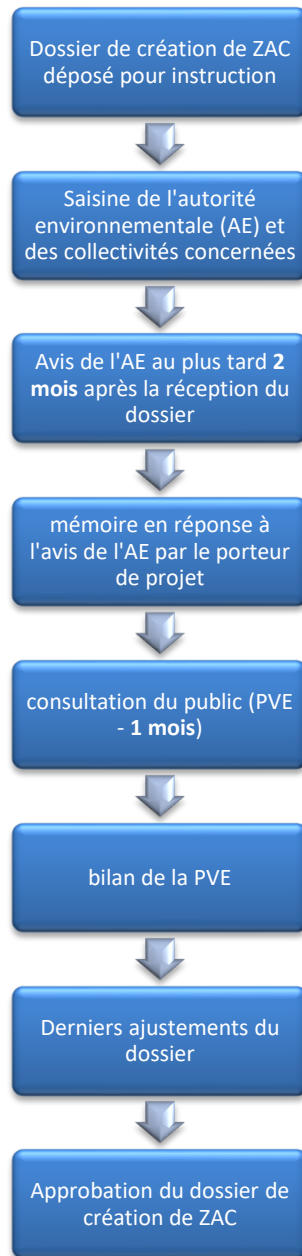 Dossier de création de ZAC
déposé pour instruction
Saisine de l'autorité
environnementale (AE) et
des collectivités concernées
Avis de l'AE au plus tard 2
mois après la réception du
dossier
mémoire en réponse à
l'avis de l'AE par le porteur
de projet
consultation du public (PVE
- 1 mois)
bilan de la PVE
Derniers ajustements du
dossier
Approbation du dossier de
création de ZAC